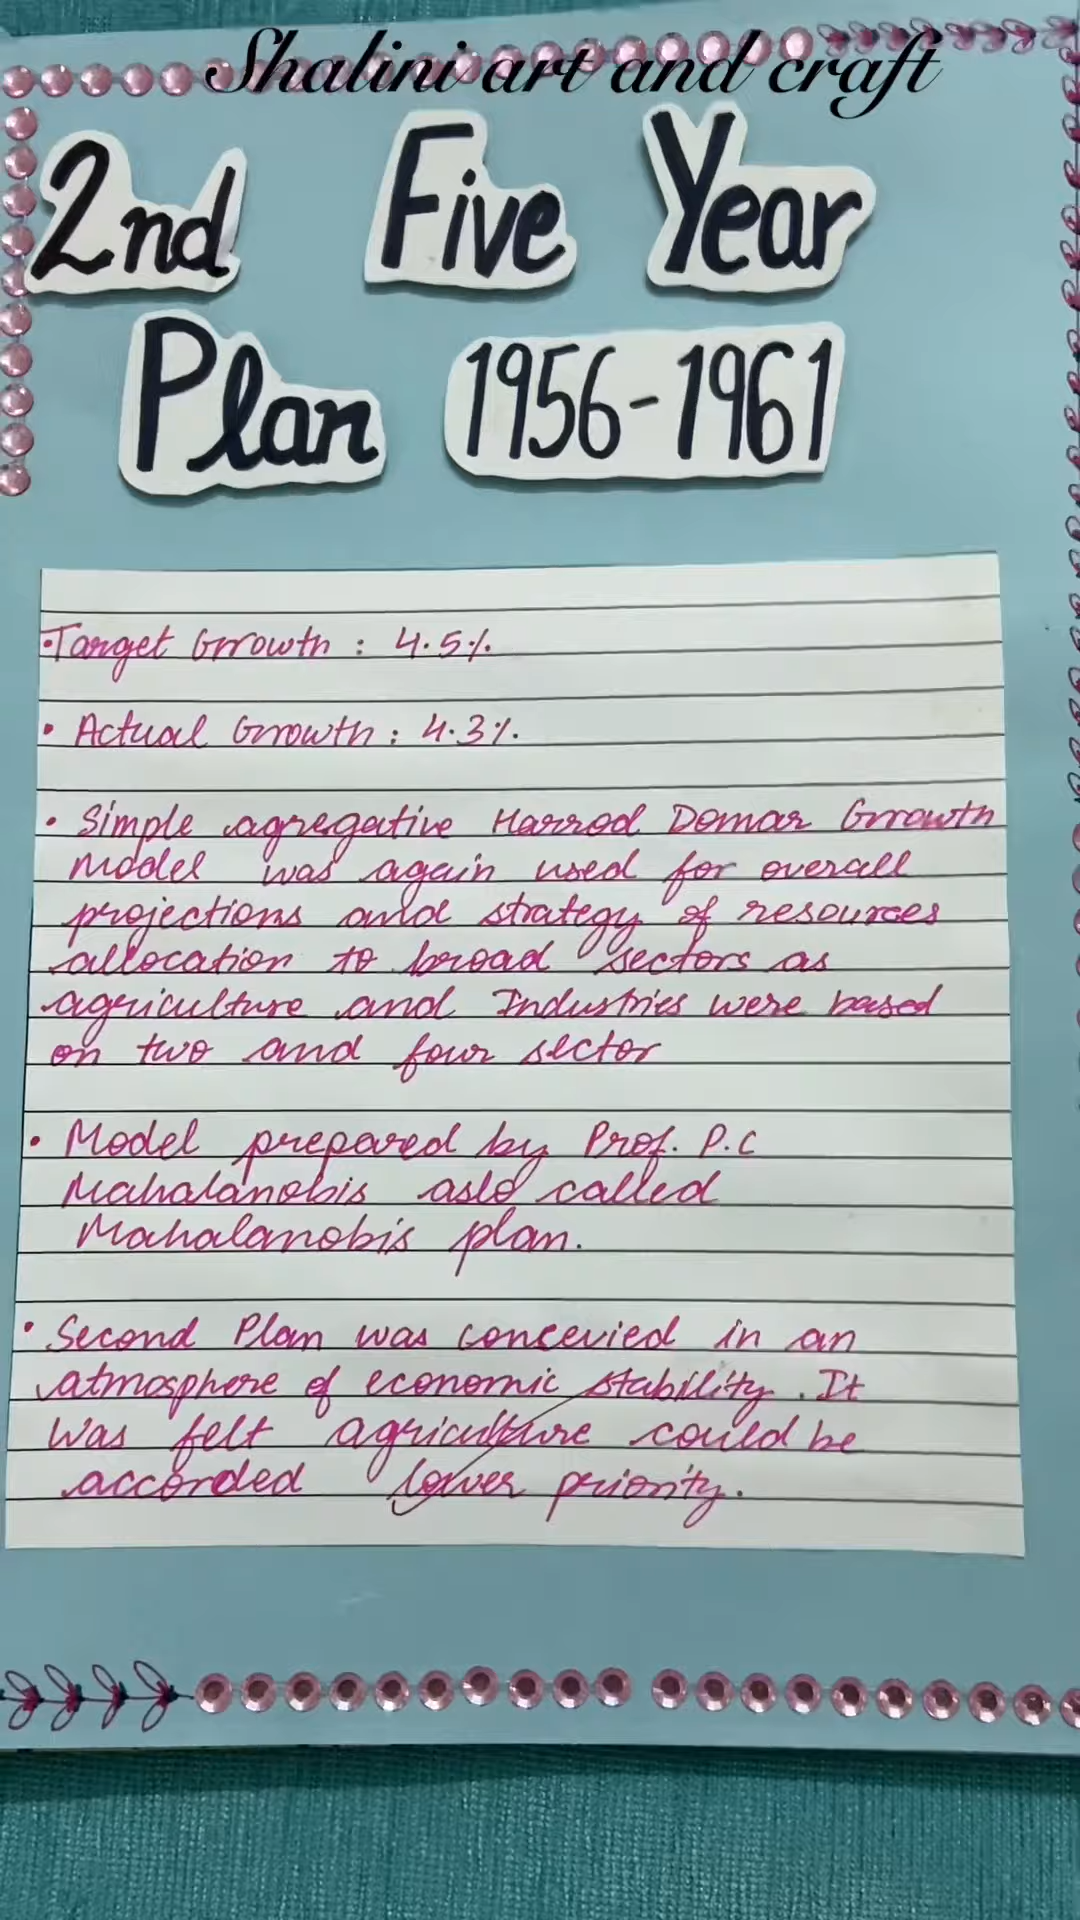 Shalini art and craft
2nd Five Year
Plan 1956-1961
• Target Growth : 4.5%.
• Actual Growth : 4.3%.
• Simple agregative Harrod Domar Growth
Model was again used for overall
projections and strategy of resources
allocation to broad sectors as
agriculture and Industries were based
on two and four sector
• Model prepared by Prof. P.C
Mahalanobis aslo called
Mahalanobis plan.
• Second Plan was concevied in an
atmosphere of economic stability. It
was felt agriculture could be
accorded lower priority.